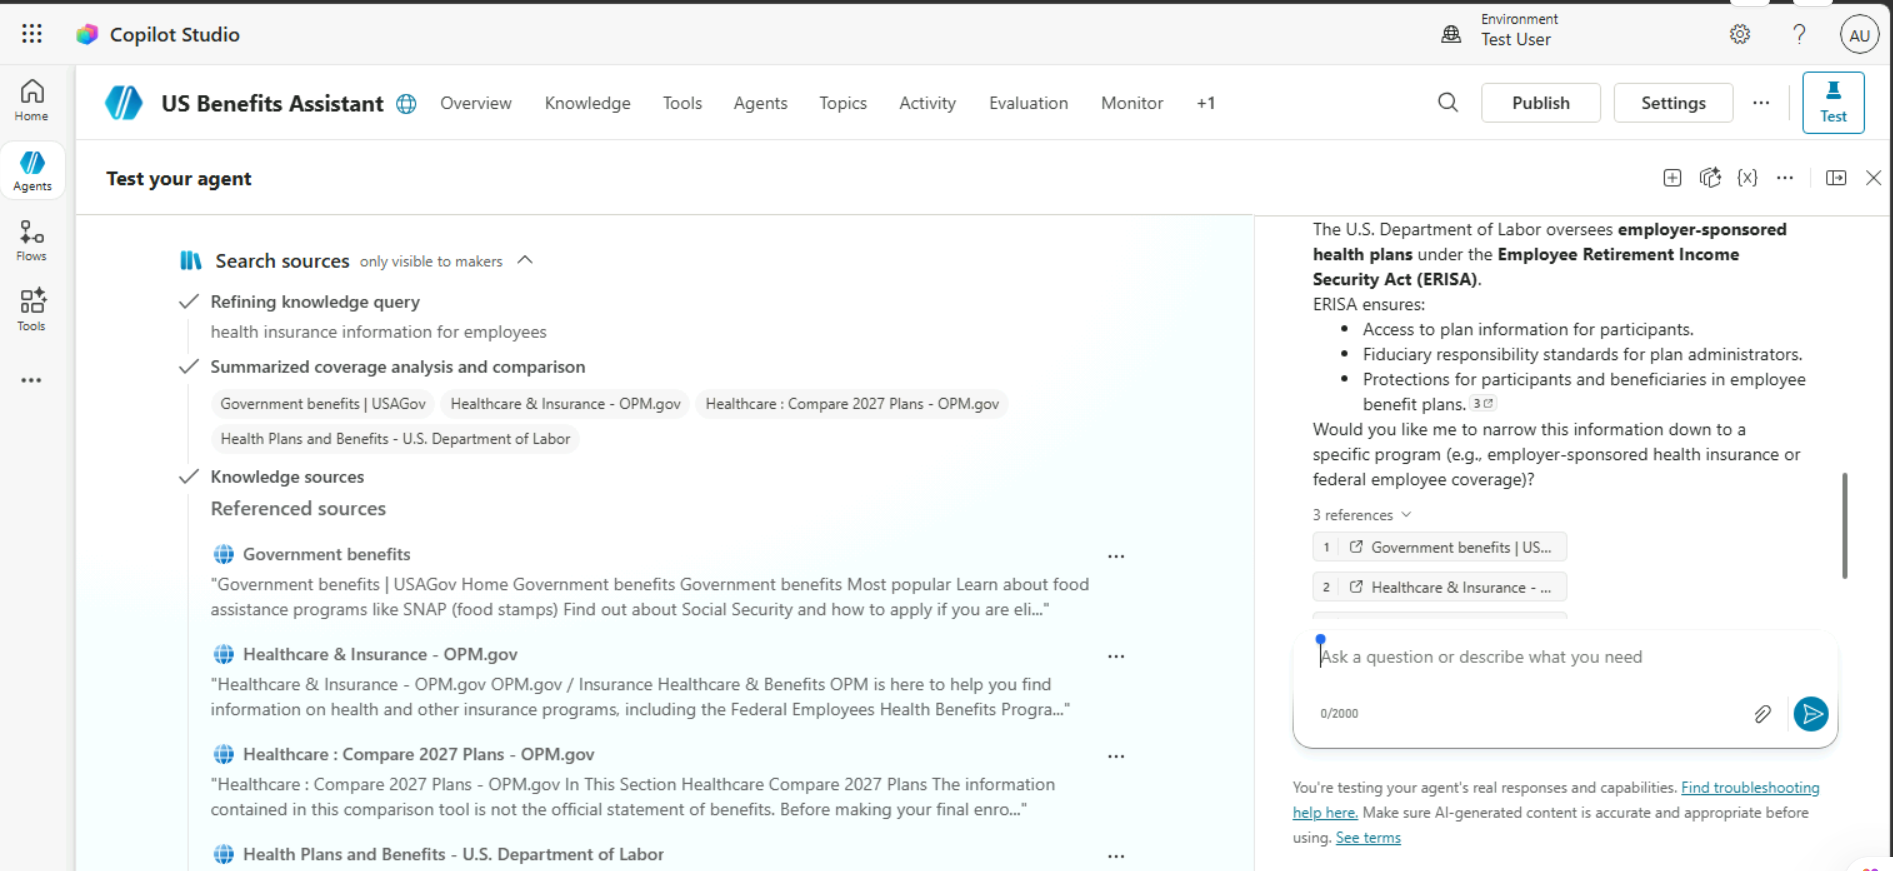 Copilot Studio
Environment
Test User
AU
Home
Agents
Flows
Tools
US Benefits Assistant
Overview
Knowledge
Tools
Agents
Topics
Activity
Evaluation
Monitor
+1
Publish
Settings
Test
Test your agent
{x}
Search sources only visible to makers
Refining knowledge query
health insurance information for employees
Summarized coverage analysis and comparison
Government benefits | USAGov
Healthcare & Insurance - OPM.gov
Healthcare : Compare 2027 Plans - OPM.gov
Health Plans and Benefits - U.S. Department of Labor
Knowledge sources
Referenced sources
Government benefits
"Government benefits | USAGov Home Government benefits Government benefits Most popular Learn about food
assistance programs like SNAP (food stamps) Find out about Social Security and how to apply if you are eli..."
Healthcare & Insurance - OPM.gov
"Healthcare & Insurance - OPM.gov OPM.gov / Insurance Healthcare & Benefits OPM is here to help you find
information on health and other insurance programs, including the Federal Employees Health Benefits Progra..."
Healthcare : Compare 2027 Plans - OPM.gov
"Healthcare : Compare 2027 Plans - OPM.gov In This Section Healthcare Compare 2027 Plans The information
contained in this comparison tool is not the official statement of benefits. Before making your final enro..."
Health Plans and Benefits - U.S. Department of Labor
The U.S. Department of Labor oversees employer-sponsored
health plans under the Employee Retirement Income
Security Act (ERISA).
ERISA ensures:
• Access to plan information for participants.
• Fiduciary responsibility standards for plan administrators.
• Protections for participants and beneficiaries in employee
benefit plans. 3
Would you like me to narrow this information down to a
specific program (e.g., employer-sponsored health insurance or
federal employee coverage)?
3 references
1 Government benefits | US...
2 Healthcare & Insurance - ...
Ask a question or describe what you need
0/2000
You're testing your agent's real responses and capabilities. Find troubleshooting
help here. Make sure AI-generated content is accurate and appropriate before
using. See terms